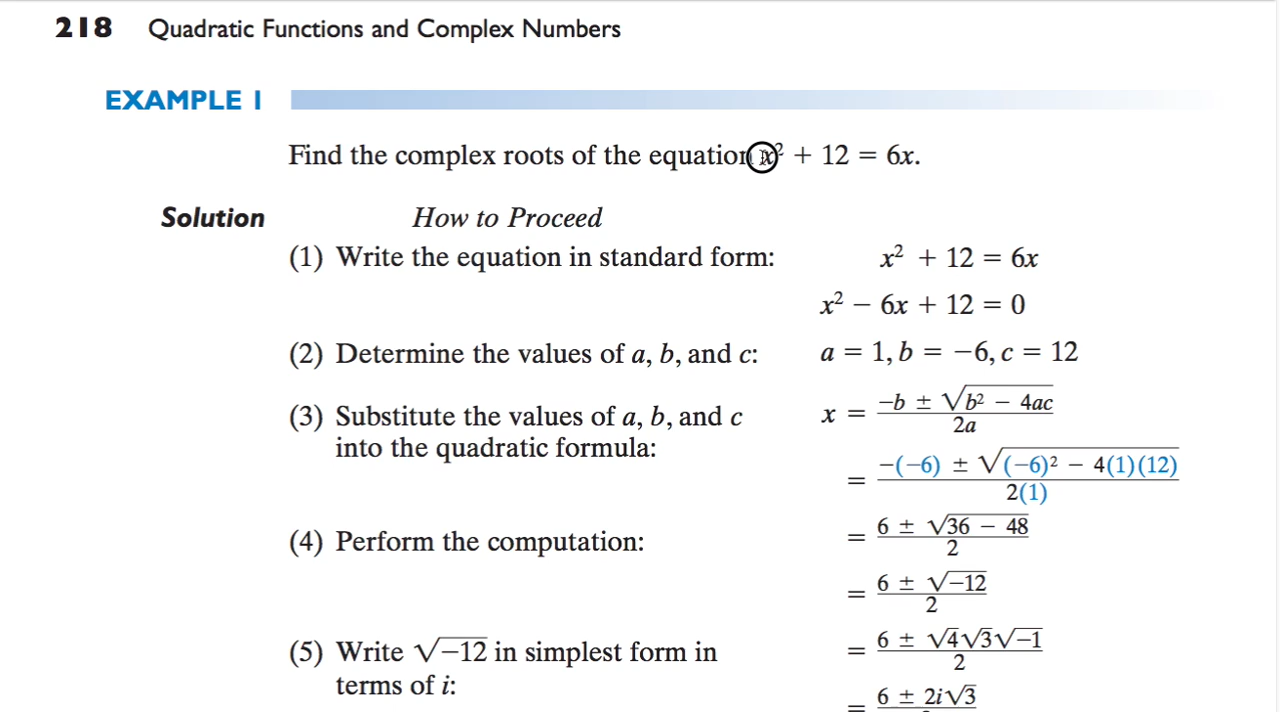 218 Quadratic Functions and Complex Numbers
EXAMPLE 1
Find the complex roots of the equation x² + 12 = 6x.
Solution How to Proceed
(1) Write the equation in standard form: x² + 12 = 6x
x² − 6x + 12 = 0
(2) Determine the values of a, b, and c: a = 1, b = −6, c = 12
(3) Substitute the values of a, b, and c into the quadratic formula: x = (−b ± √(b² − 4ac))/(2a)
= (−(−6) ± √((−6)² − 4(1)(12)))/(2(1))
(4) Perform the computation: = (6 ± √(36 − 48))/2
= (6 ± √(−12))/2
(5) Write √−12 in simplest form in terms of i: = (6 ± √4√3√−1)/2
= 6 ± 2i√3